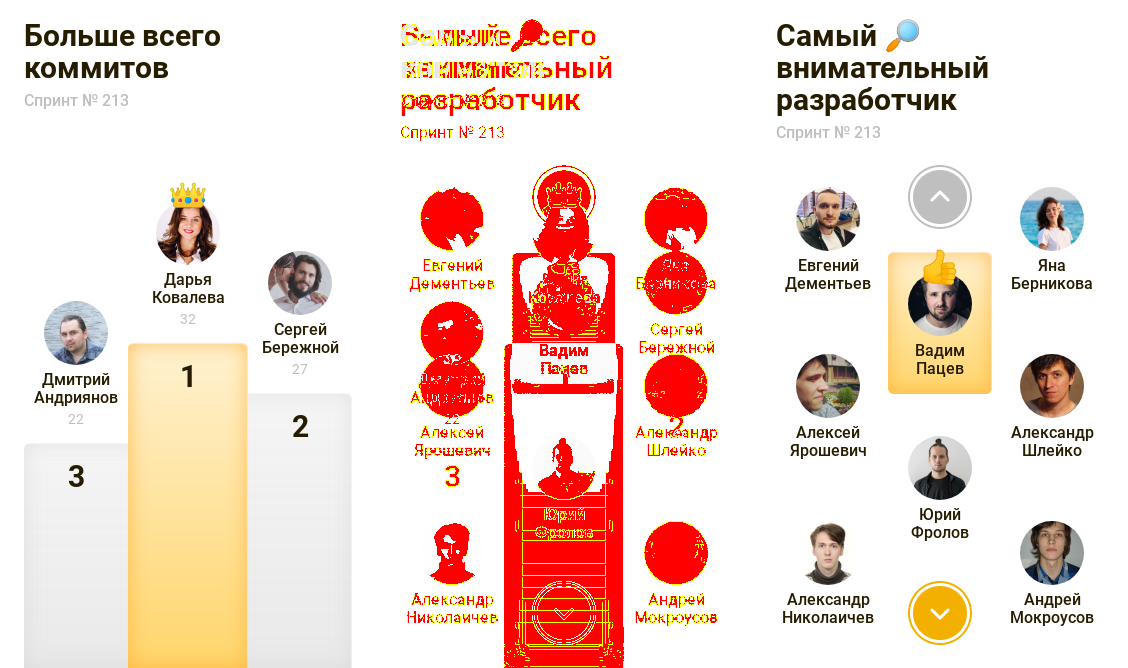 Больше всего
коммитов
Спринт № 213
Дарья
Ковалева
32
Сергей
Бережной
27
Дмитрий
Андриянов
22
1
2
3
разработчик
Спринт № 213
Евгений
Дементьев
Сергей
Бережной
Вадим
Пацев
Алексей
Ярошевич
Александр
Шлейко
3
2
Юрий
Фролов
Александр
Николаичев
Андрей
Мокроусов
Самый
внимательный
разработчик
Спринт № 213
Евгений
Дементьев
Яна
Берникова
Вадим
Пацев
Алексей
Ярошевич
Александр
Шлейко
Юрий
Фролов
Александр
Николаичев
Андрей
Мокроусов